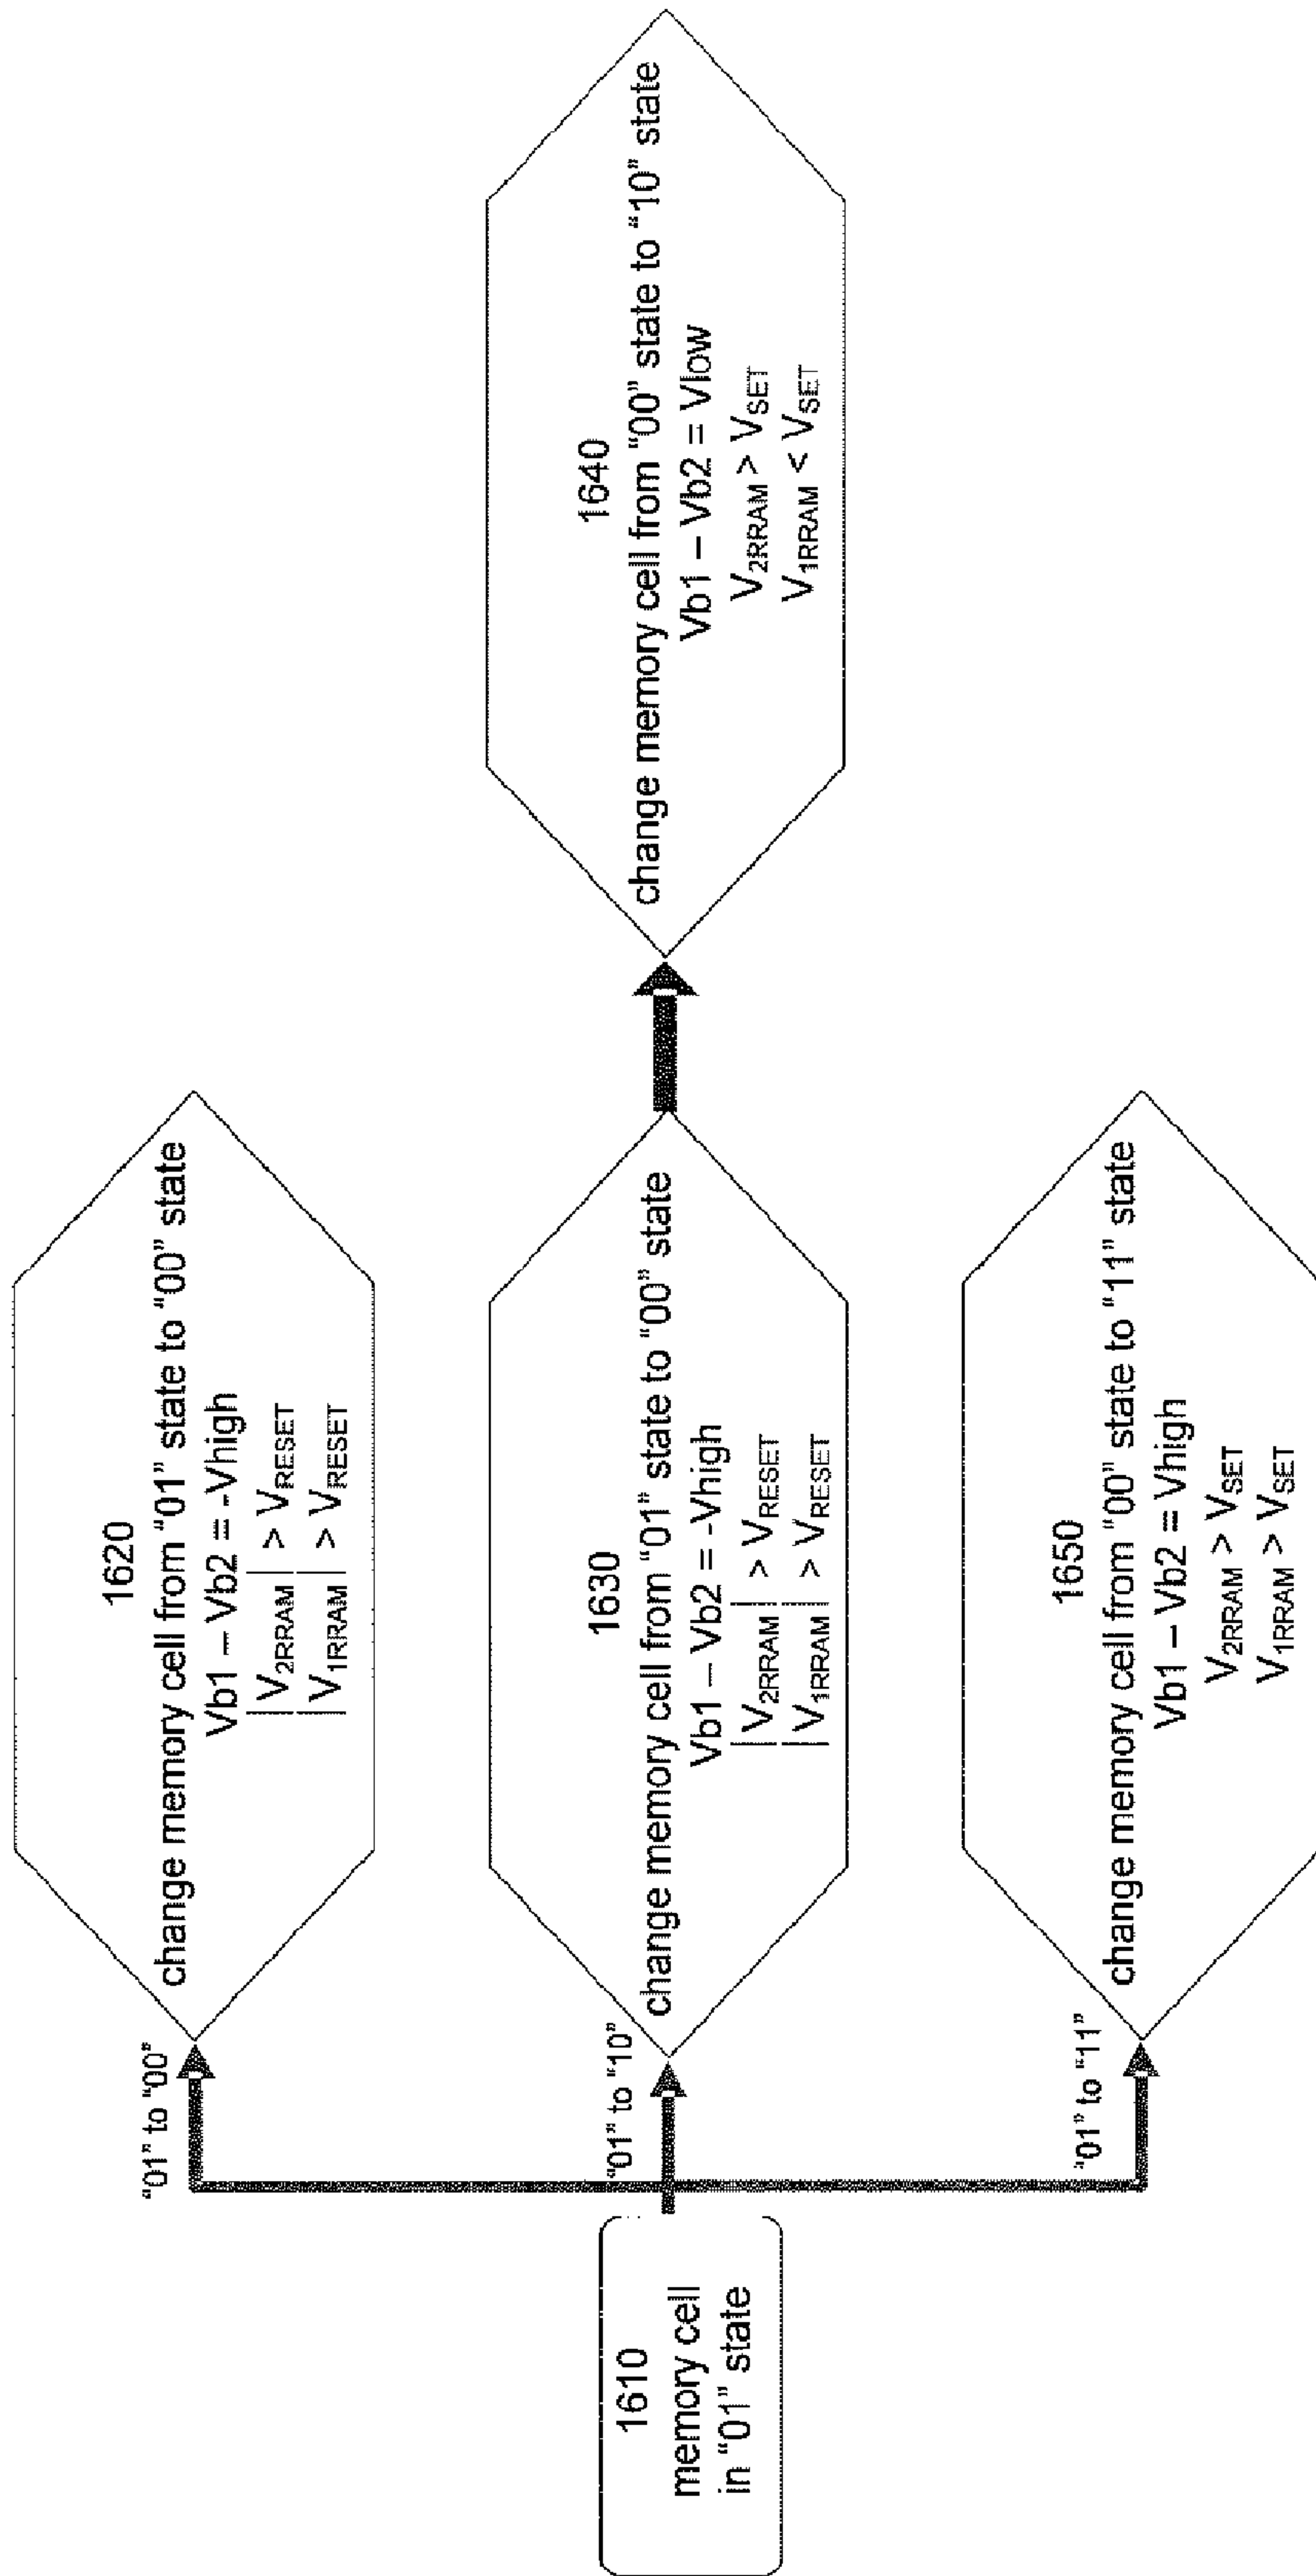 1610
memory cell
in “01” state
“01” to “00”
1620
change memory cell from “01” state to “00” state
Vb1 – Vb2 = -Vhigh
| V2RRAM | > VRESET
| V1RRAM | > VRESET
“01” to “10”
1630
change memory cell from “01” state to “00” state
Vb1 – Vb2 = -Vhigh
| V2RRAM | > VRESET
| V1RRAM | > VRESET
1640
change memory cell from “00” state to “10” state
Vb1 – Vb2 = Vlow
V2RRAM > VSET
V1RRAM < VSET
“01” to “11”
1650
change memory cell from “00” state to “11” state
Vb1 – Vb2 = Vhigh
V2RRAM > VSET
V1RRAM > VSET